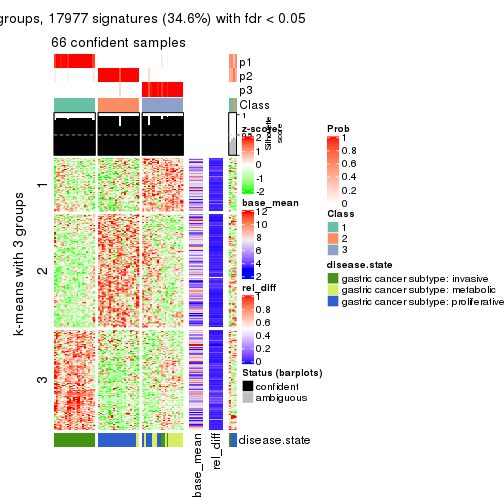 groups, 17977 signatures (34.6%) with fdr < 0.05
66 confident samples
p1
p2
p3
Class
1
Silhouette
score
z-score
2
1
0
-1
-2
base_mean
12
10
8
6
4
2
rel_diff
1
0.8
0.6
0.4
0.2
0
Status (barplots)
confident
ambiguous
Prob
1
0.8
0.6
0.4
0.2
0
Class
1
2
3
disease.state
gastric cancer subtype: invasive
gastric cancer subtype: metabolic
gastric cancer subtype: proliferative
k-means with 3 groups
1
2
3
disease.state
base_mean
rel_diff